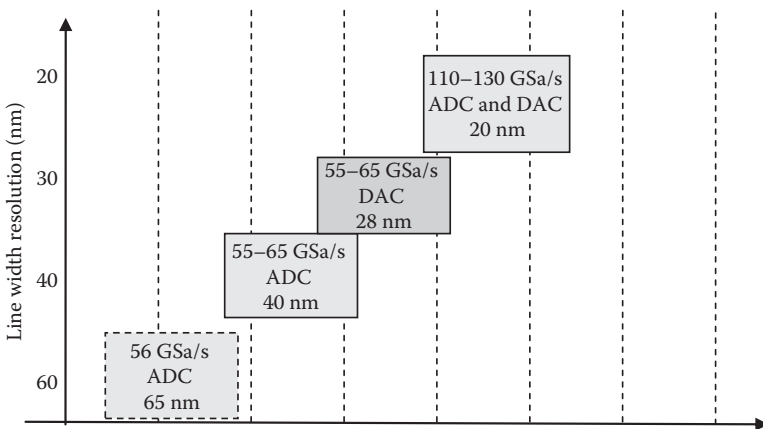 Line width resolution (nm)
20
30
40
60
110–130 GSa/s
ADC and DAC
20 nm
55–65 GSa/s
DAC
28 nm
55–65 GSa/s
ADC
40 nm
56 GSa/s
ADC
65 nm